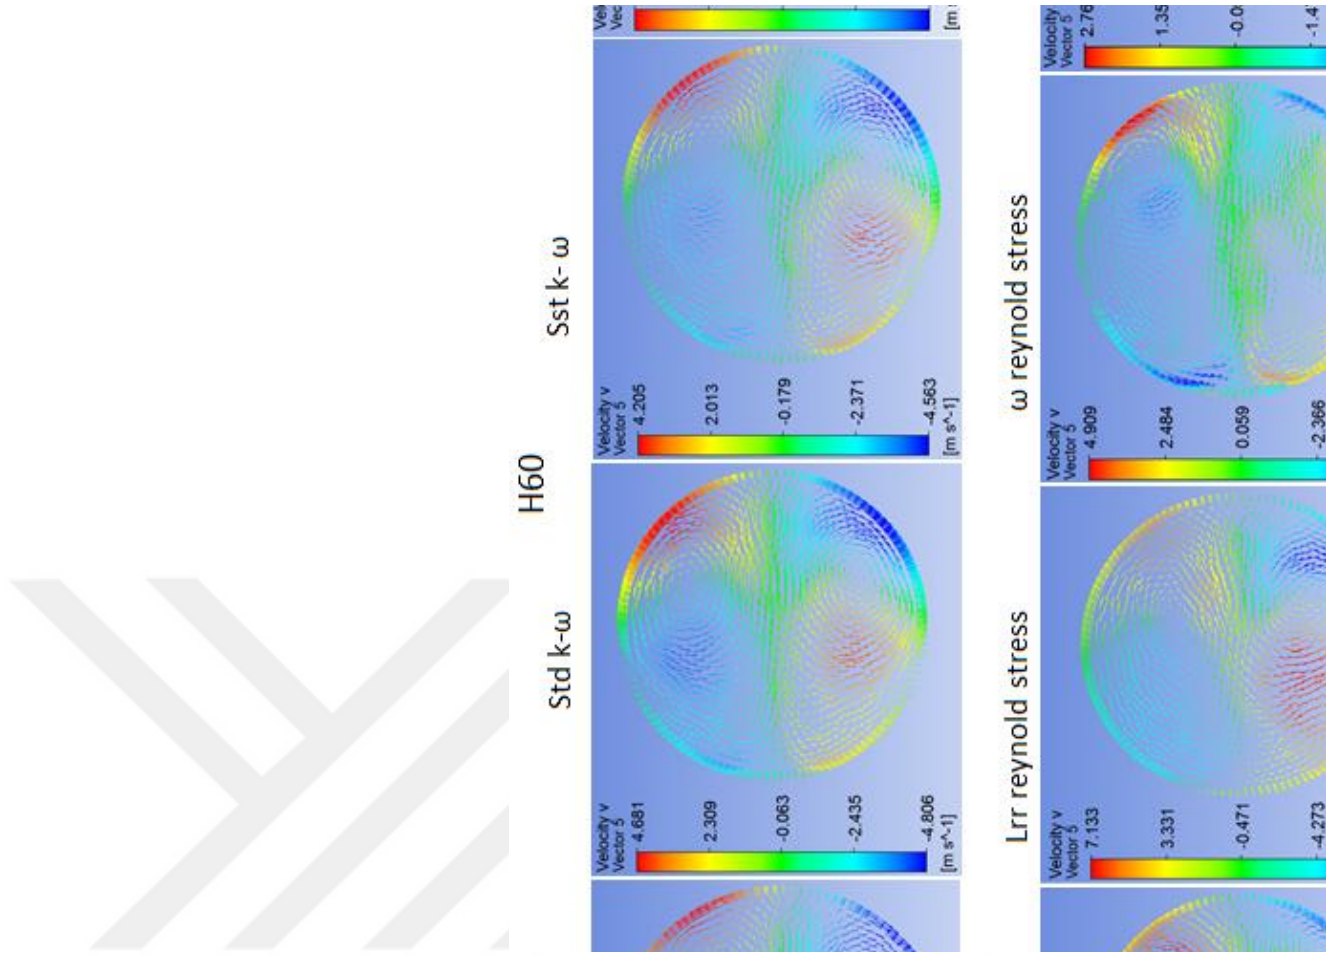 H60
Std k-ω
Sst k- ω
Velocity v
Vector 5
4.681
2.309
-0.063
-2.435
-4.806
[m s^-1]
Velocity v
Vector 5
4.205
2.013
-0.179
-2.371
-4.563
[m s^-1]
Lrr reynold stress
ω reynold stress
Velocity v
Vector 5
7.133
3.331
-0.471
-4.273
Velocity v
Vector 5
4.909
2.484
0.059
-2.366
Velocity v
Vector 5
2.76
1.35